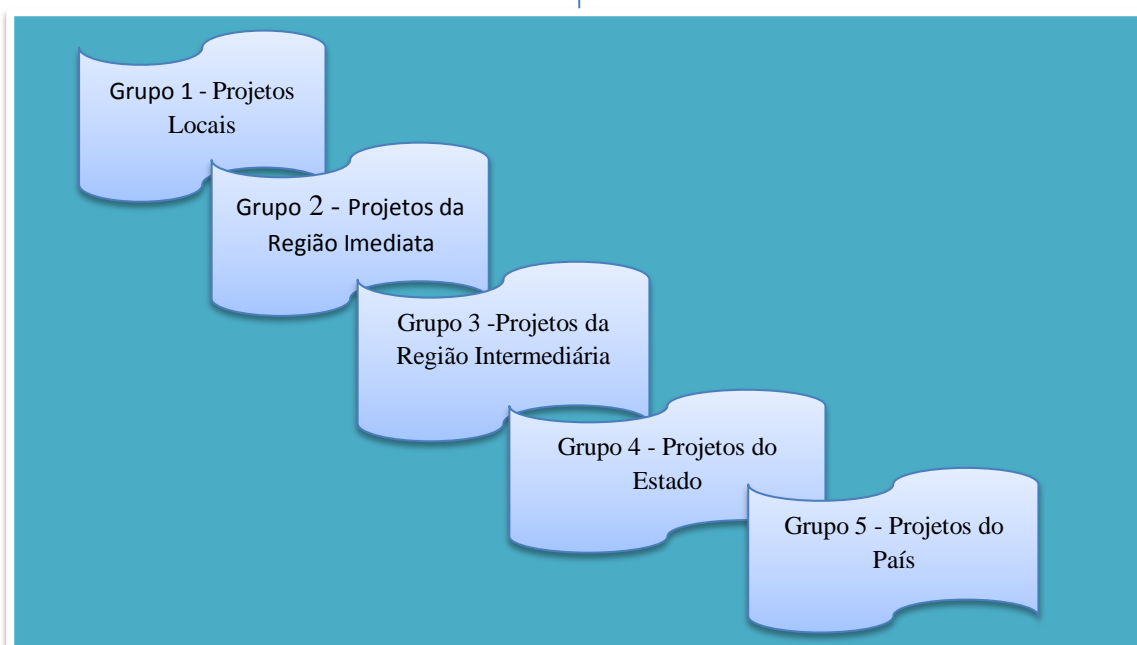 Grupo 1 - Projetos
Locais
Grupo 2 - Projetos da
Região Imediata
Grupo 3 -Projetos da
Região Intermediária
Grupo 4 - Projetos do
Estado
Grupo 5 - Projetos do
País